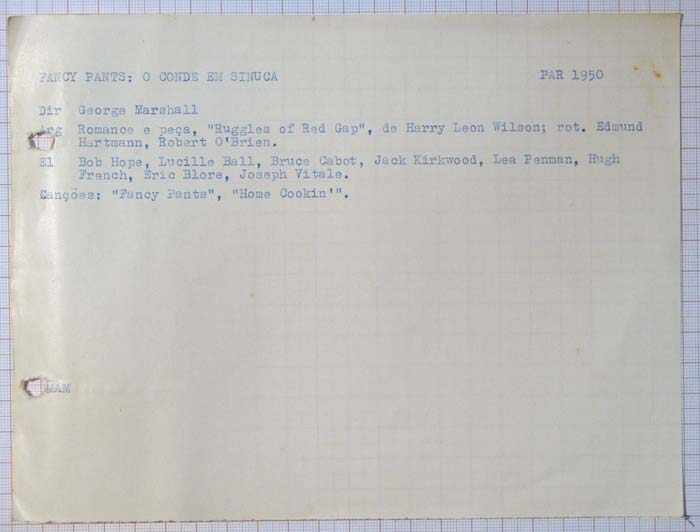 FANCY PANTS: O CONDE EM SINUCA PAR 1950
Dir George Marshall
Arg Romance e peça, "Ruggles of Red Gap", de Harry Leon Wilson; rot. Edmund
Hartmann, Robert O'Brien.
El Bob Hope, Lucille Ball, Bruce Cabot, Jack Kirkwood, Lea Penman, Hugh
French, Eric Blore, Joseph Vitale.
Canções: "Fancy Pants", "Home Cookin'".
MAM